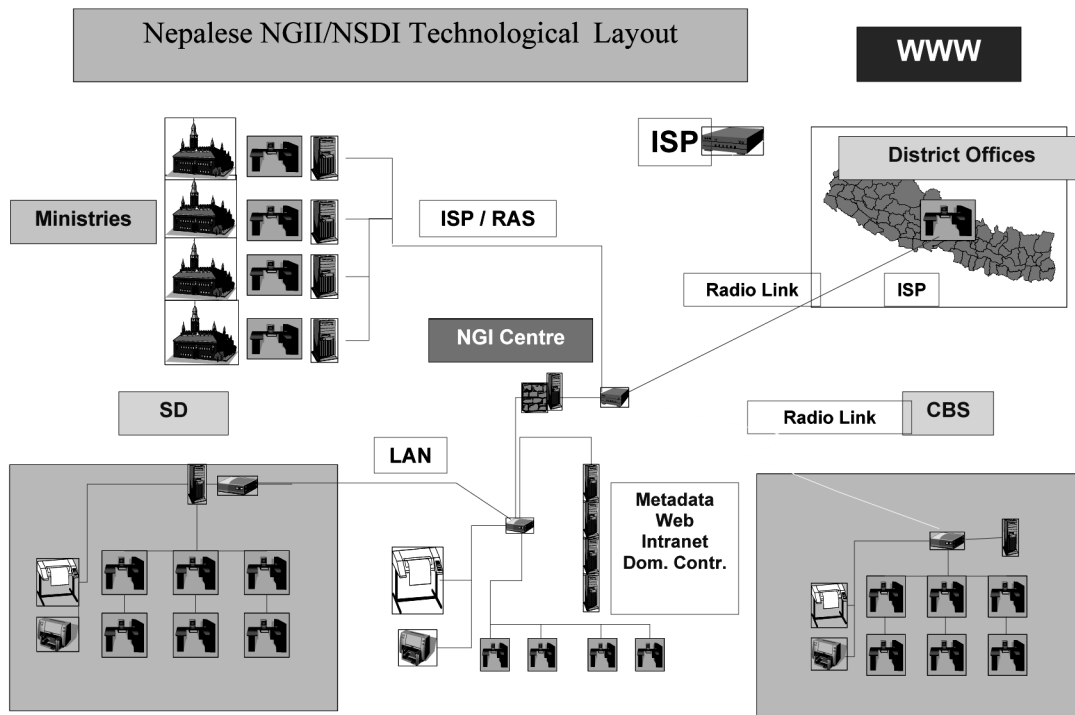 Nepalese NGII/NSDI Technological Layout
WWW
ISP
District Offices
Ministries
ISP / RAS
Radio Link
ISP
NGI Centre
SD
Radio Link
CBS
LAN
Metadada
Web
Intranet
Dom. Contr.